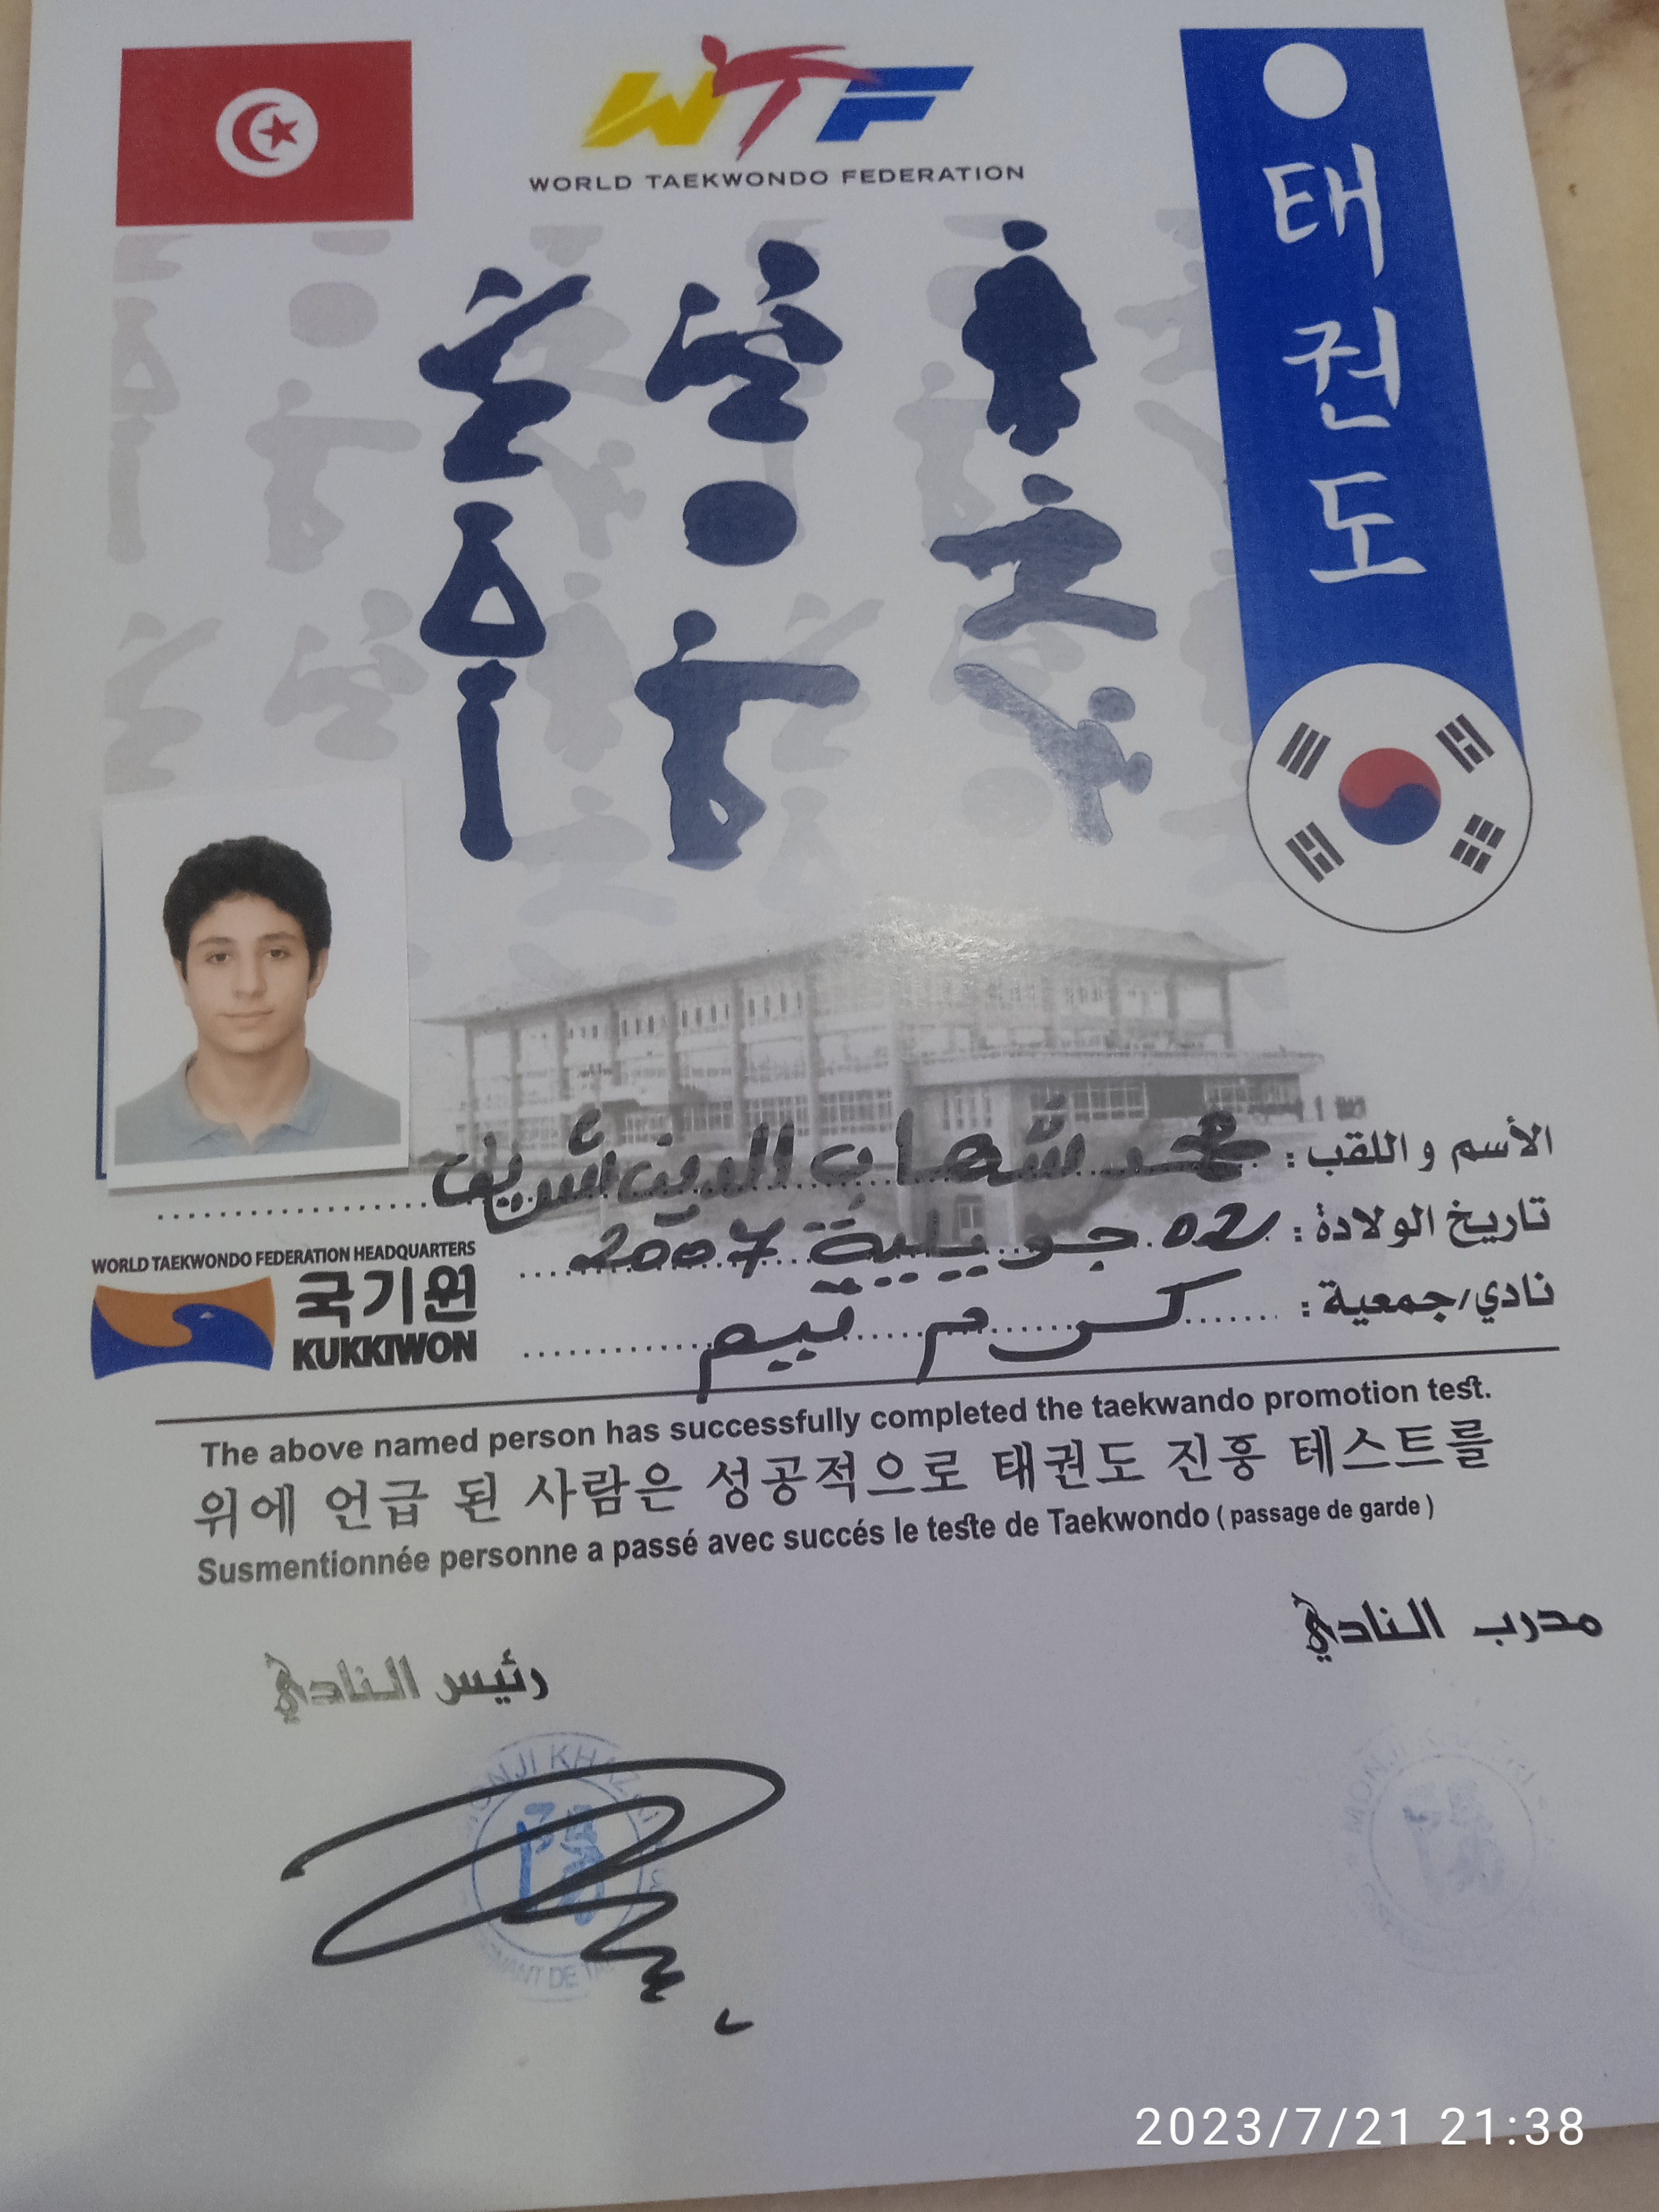 WTF
WORLD TAEKWONDO FEDERATION
태권도
الأسم و اللقب : محمد شهاب الدين شريف
تاريخ الولادة : 02 جويلية 2007
نادي/جمعية :
WORLD TAEKWONDO FEDERATION HEADQUARTERS
국기원
KUKKIWON
The above named person has successfully completed the taekwando promotion test.
위에 언급 된 사람은 성공적으로 태권도 진흥 테스트를
Susmentionnée personne a passé avec succés le teste de Taekwondo ( passage de garde )
مدرب النادي
رئيس النادي
MONJI
2023/7/21 21:38